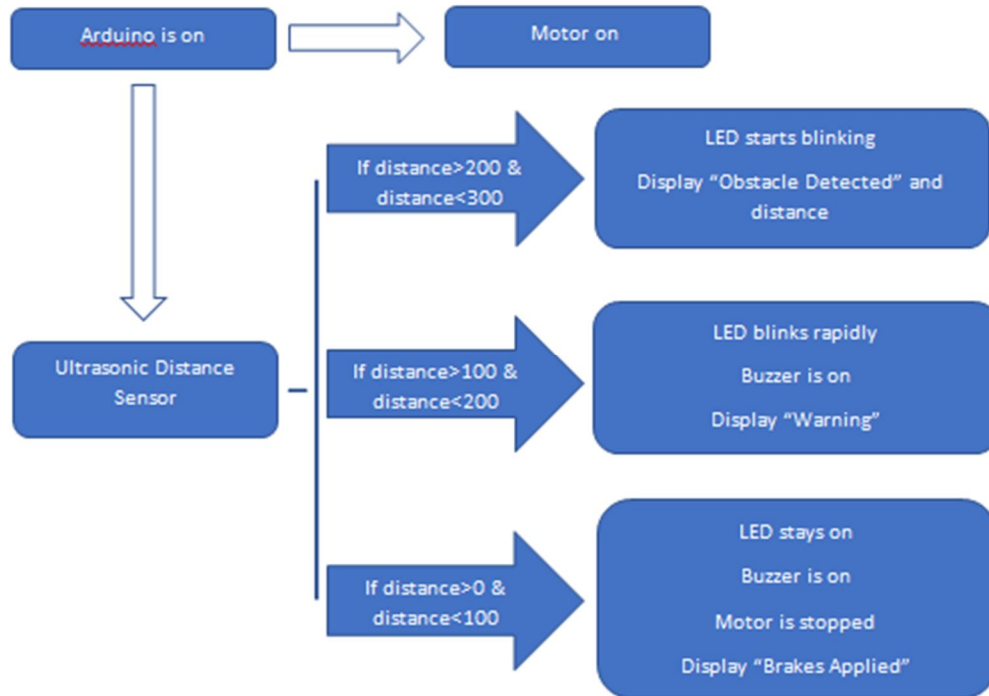 Arduino is on
Motor on
If distance>200 &
distance<300
LED starts blinking
Display “Obstacle Detected” and
distance
Ultrasonic Distance
Sensor
If distance>100 &
distance<200
LED blinks rapidly
Buzzer is on
Display “Warning”
If distance>0 &
distance<100
LED stays on
Buzzer is on
Motor is stopped
Display “Brakes Applied”